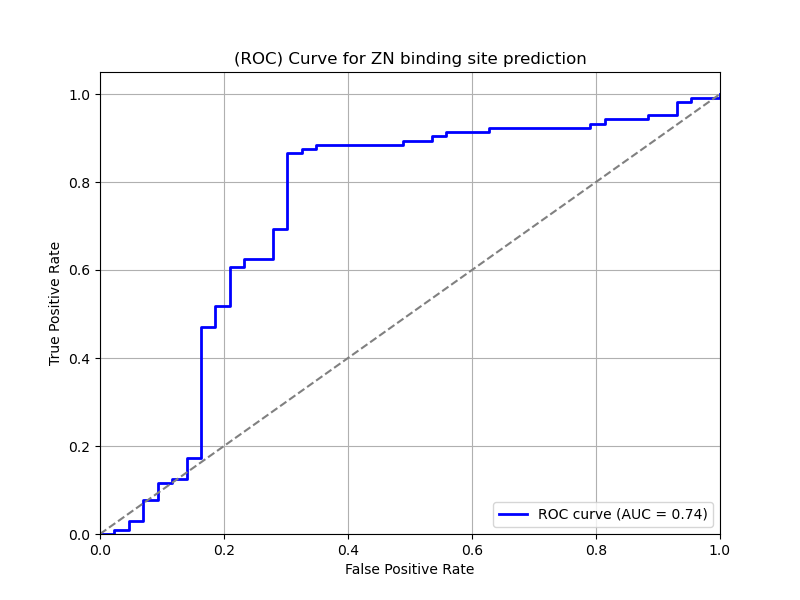 (ROC) Curve for ZN binding site prediction
True Positive Rate
1.0
0.8
0.6
0.4
0.2
0.0
ROC curve (AUC = 0.74)
0.0 0.2 0.4 0.6 0.8 1.0
False Positive Rate